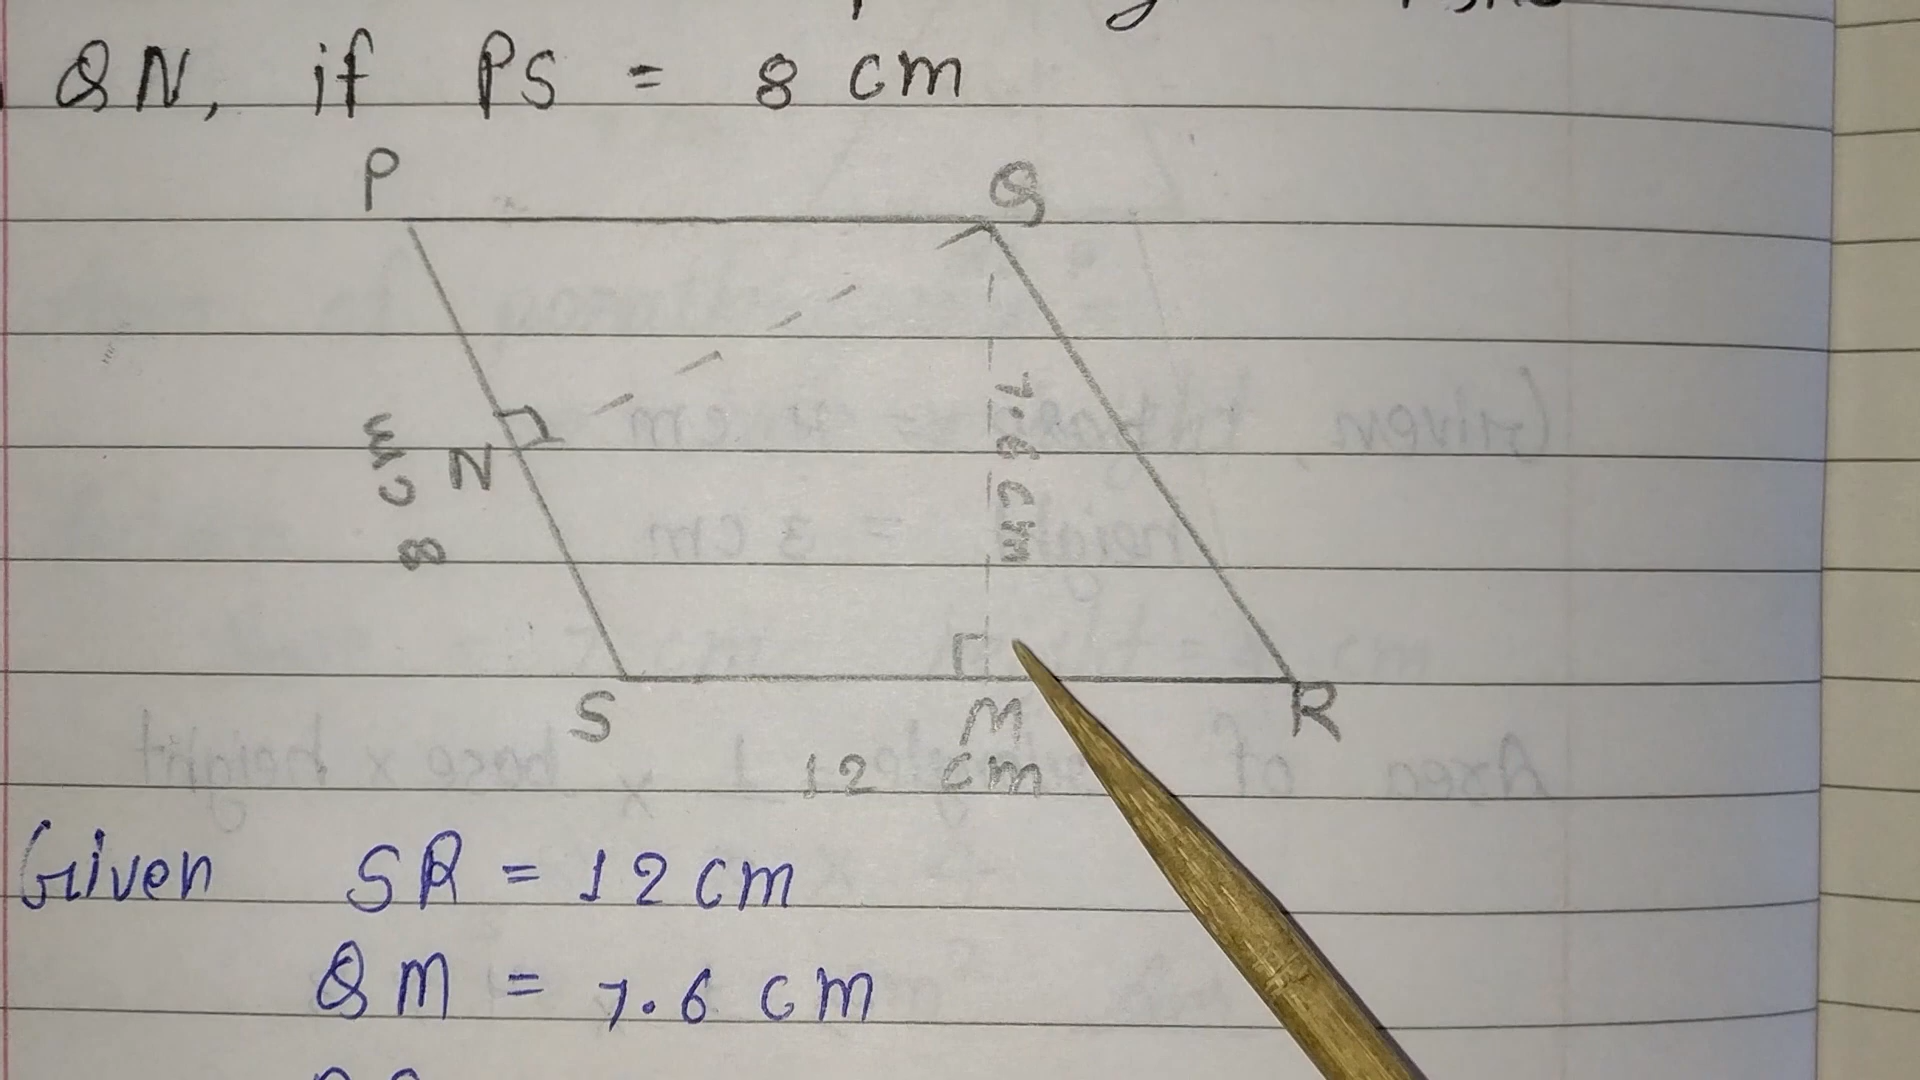 QN, if PS = 8 cm
P
Q
7.6 cm
N
8 cm
S
M
R
12 cm
Given SR = 12 cm
QM = 7.6 cm